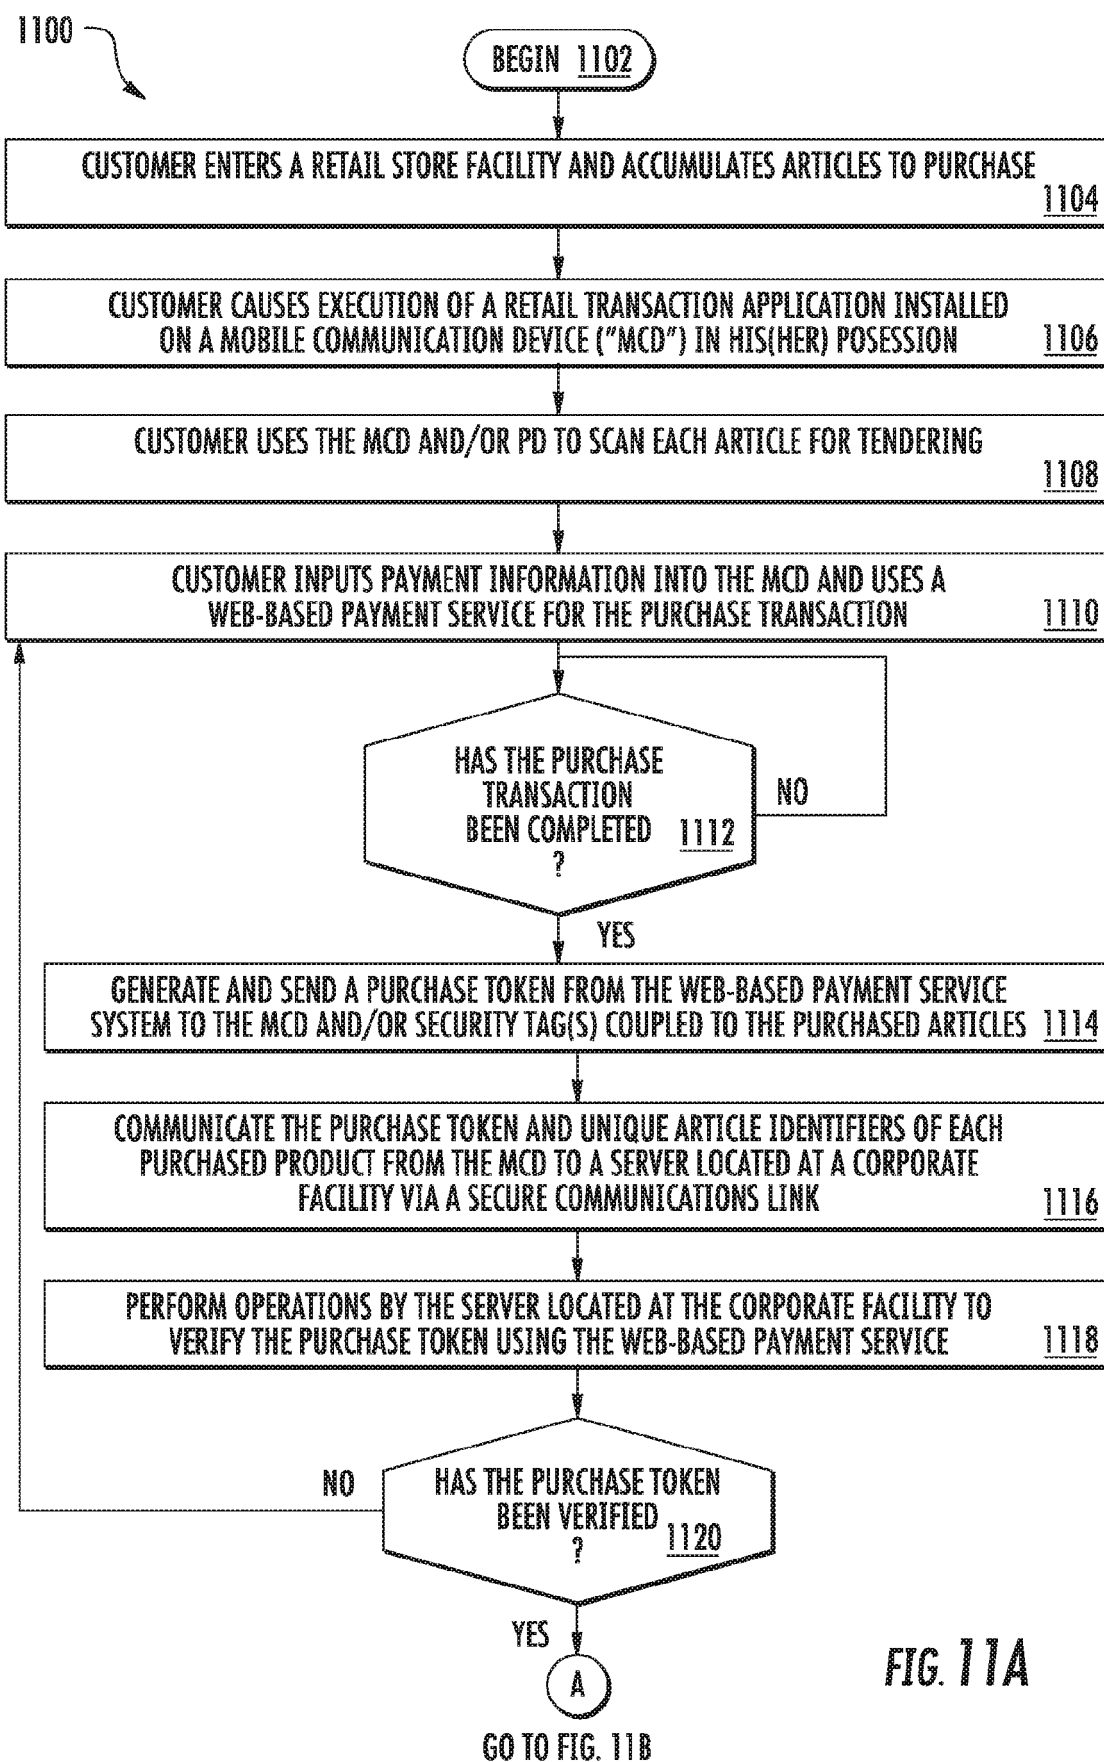 1100
BEGIN 1102
CUSTOMER ENTERS A RETAIL STORE FACILITY AND ACCUMULATES ARTICLES TO PURCHASE
1104
CUSTOMER CAUSES EXECUTION OF A RETAIL TRANSACTION APPLICATION INSTALLED
ON A MOBILE COMMUNICATION DEVICE ("MCD") IN HIS(HER) POSESSION 1106
CUSTOMER USES THE MCD AND/OR PD TO SCAN EACH ARTICLE FOR TENDERING
1108
CUSTOMER INPUTS PAYMENT INFORMATION INTO THE MCD AND USES A
WEB-BASED PAYMENT SERVICE FOR THE PURCHASE TRANSACTION 1110
HAS THE PURCHASE
TRANSACTION
BEEN COMPLETED 1112
?
NO
YES
GENERATE AND SEND A PURCHASE TOKEN FROM THE WEB-BASED PAYMENT SERVICE
SYSTEM TO THE MCD AND/OR SECURITY TAG(S) COUPLED TO THE PURCHASED ARTICLES 1114
COMMUNICATE THE PURCHASE TOKEN AND UNIQUE ARTICLE IDENTIFIERS OF EACH
PURCHASED PRODUCT FROM THE MCD TO A SERVER LOCATED AT A CORPORATE
FACILITY VIA A SECURE COMMUNICATIONS LINK 1116
PERFORM OPERATIONS BY THE SERVER LOCATED AT THE CORPORATE FACILITY TO
VERIFY THE PURCHASE TOKEN USING THE WEB-BASED PAYMENT SERVICE 1118
NO
HAS THE PURCHASE TOKEN
BEEN VERIFIED
? 1120
YES
A
GO TO FIG. 11B
FIG. 11A